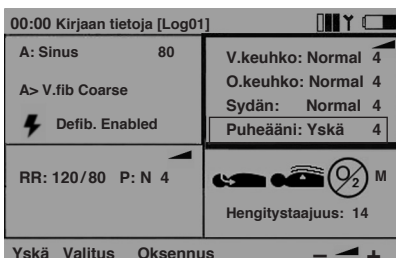 00:00 Kirjaan tietoja [Log01]
A: Sinus 80
A> V.fib Coarse
Defib. Enabled
V.keuhko: Normal 4
O.keuhko: Normal 4
Sydän: Normal 4
Puheääni: Yskä 4
RR: 120/80 P: N 4
O2 M
Hengitystaajuus: 14
Yskä Valitus Oksennus - +